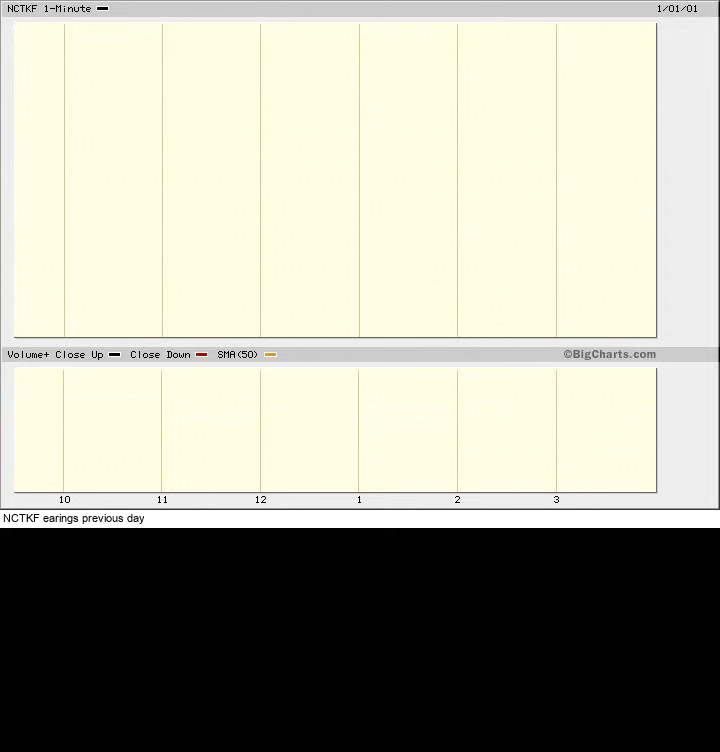 NCTKF 1-Minute 1/01/01
Volume+ Close Up Close Down SMA(50) ©BigCharts.com
10 11 12 1 2 3
NCTKF earings previous day